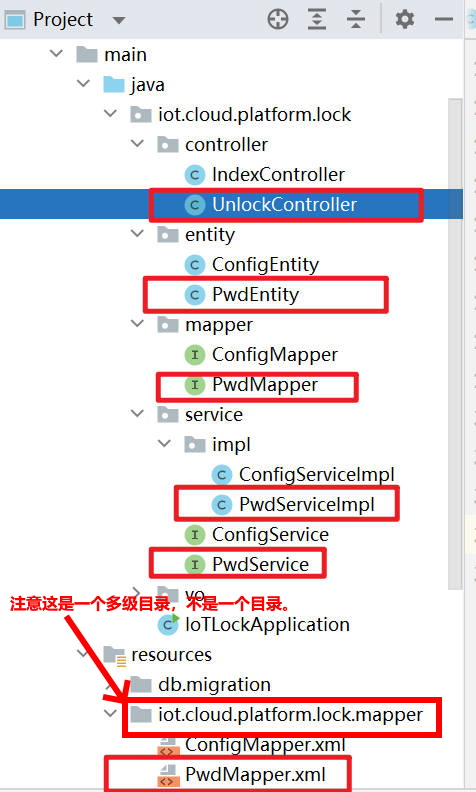 Project
main
java
iot.cloud.platform.lock
controller
IndexController
UnlockController
entity
ConfigEntity
PwdEntity
mapper
ConfigMapper
PwdMapper
service
impl
ConfigServiceImpl
PwdServiceImpl
ConfigService
PwdService
vo
注意这是一个多级目录，不是一个目录。
IoTLockApplication
resources
db.migration
iot.cloud.platform.lock.mapper
ConfigMapper.xml
PwdMapper.xml